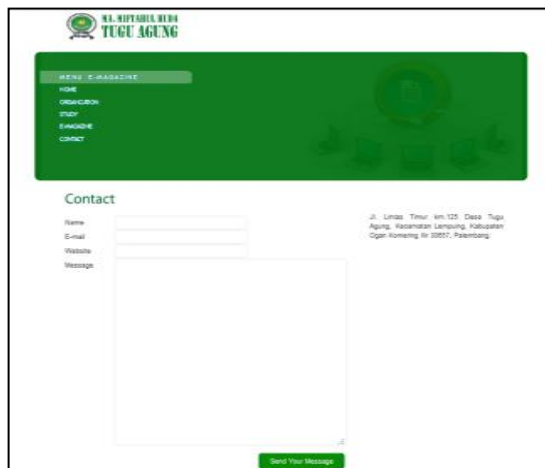 MA. MIFTAHUL HUDA
TUGU AGUNG
MENU E-MAGAZINE
HOME
ORGANIZATION
STUDY
E-MAGAZINE
CONTACT
Contact
Name
E-mail
Website
Message
Jl. Lintas Timur km.125 Desa Tugu
Agung, Kecamatan Lempuing, Kabupaten
Ogan Komering Ilir 30657, Palembang.
Send Your Message